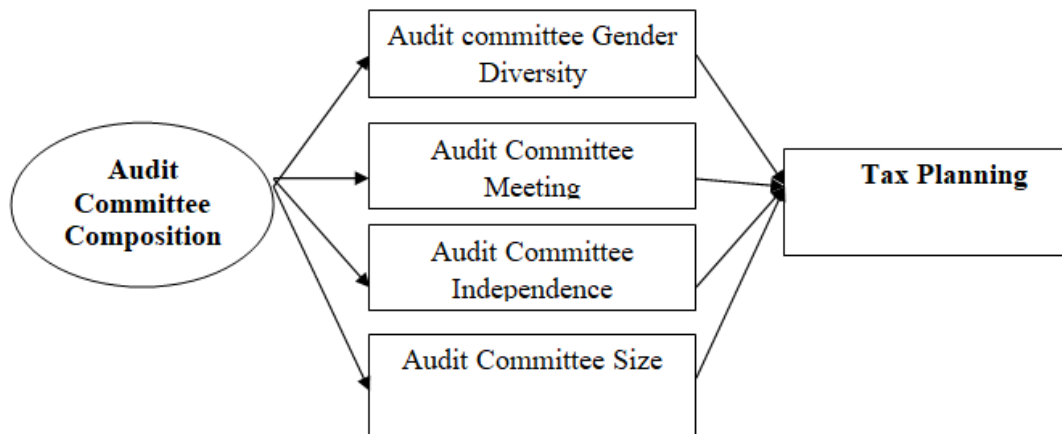 Audit
Committee
Composition
Audit committee Gender
Diversity
Audit Committee
Meeting
Audit Committee
Independence
Audit Committee Size
Tax Planning